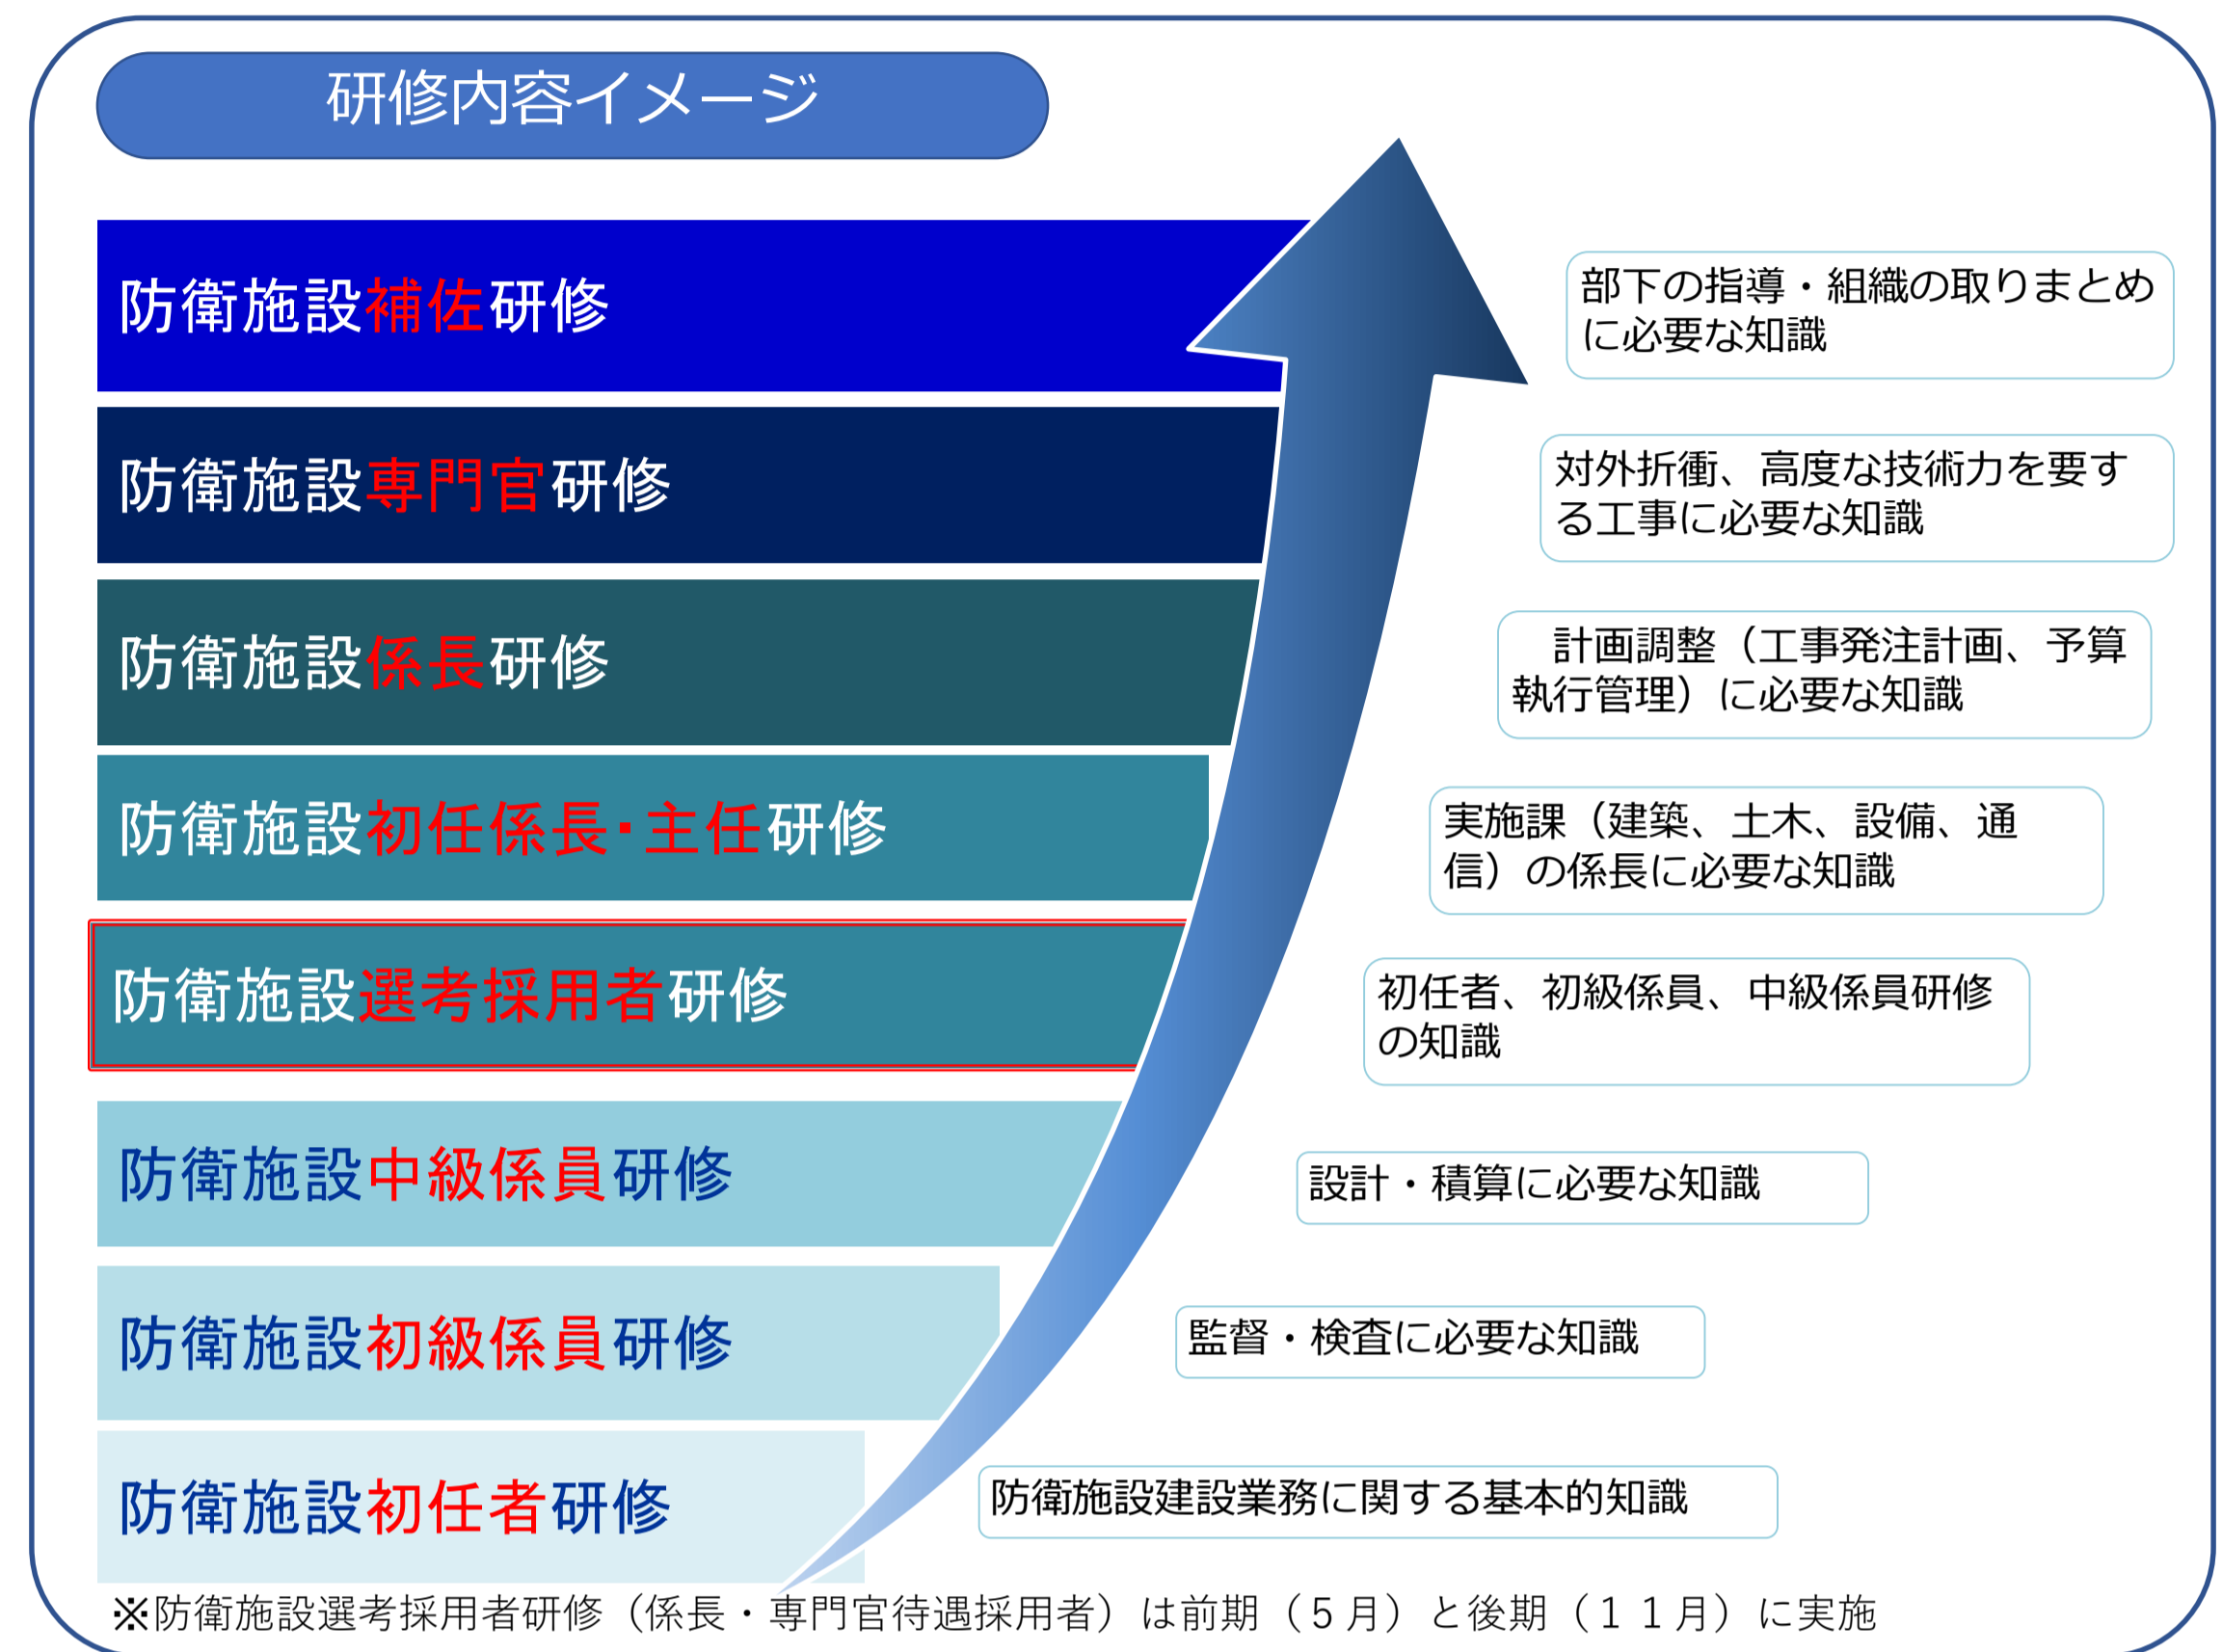 研修内容イメージ
防衛施設補佐研修
部下の指導・組織の取りまとめ
に必要な知識
防衛施設専門官研修
対外折衝、高度な技術力を要す
る工事に必要な知識
防衛施設係長研修
計画調整（工事発注計画、予算
執行管理）に必要な知識
防衛施設初任係長・主任研修
実施課（建築、土木、設備、通
信）の係長に必要な知識
防衛施設選考採用者研修
初任者、初級係員、中級係員研修
の知識
防衛施設中級係員研修
設計・積算に必要な知識
防衛施設初級係員研修
監督・検査に必要な知識
防衛施設初任者研修
防衛施設建設業務に関する基本的知識
※防衛施設選考採用者研修（係長・専門官待遇採用者）は前期（５月）と後期（１１月）に実施